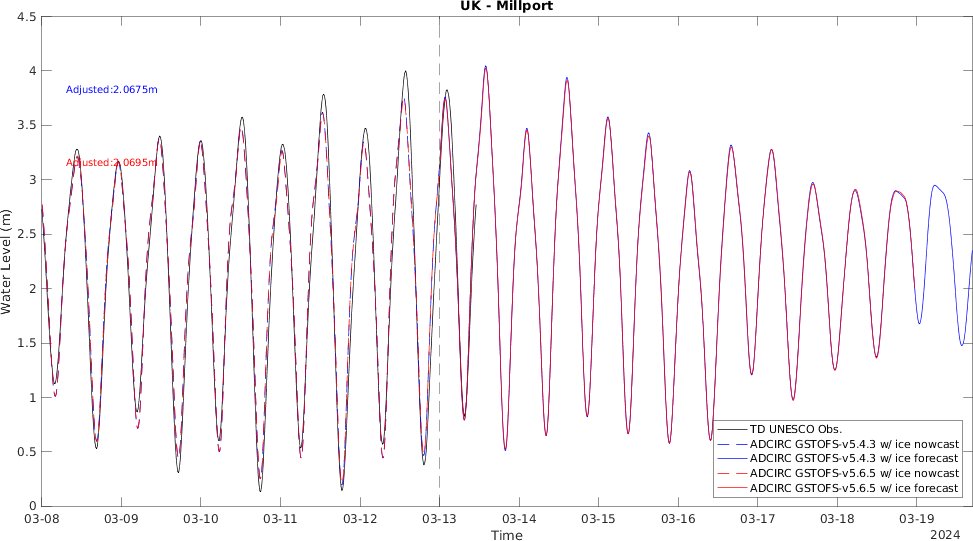 UK - Millport
4.5
4
3.5
3
2.5
2
1.5
1
0.5
0
Water Level (m)
Adjusted:2.0675m
Adjusted:2.0695m
TD UNESCO Obs.
ADCIRC GSTOFS-v5.4.3 w/ ice nowcast
ADCIRC GSTOFS-v5.4.3 w/ ice forecast
ADCIRC GSTOFS-v5.6.5 w/ ice nowcast
ADCIRC GSTOFS-v5.6.5 w/ ice forecast
03-08 03-09 03-10 03-11 03-12 03-13 03-14 03-15 03-16 03-17 03-18 03-19
Time
2024